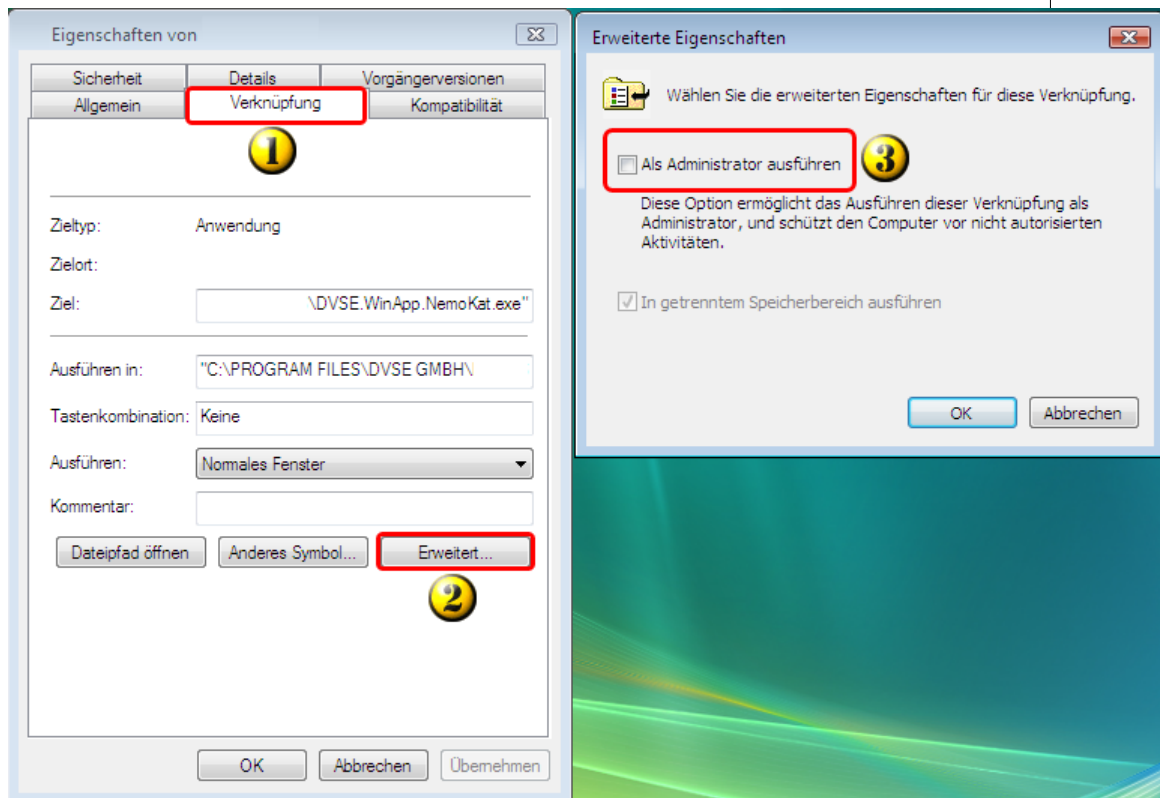 Eigenschaften von
Sicherheit Details Vorgängerversionen
Allgemein Verknüpfung Kompatibilität
1
Zieltyp: Anwendung
Zielort:
Ziel: \DVSE.WinApp.NemoKat.exe"
Ausführen in: "C:\PROGRAM FILES\DVSE GMBH\
Tastenkombination: Keine
Ausführen: Normales Fenster
Kommentar:
Dateipfad öffnen Anderes Symbol... Erweitert...
2
OK Abbrechen Übernehmen
Erweiterte Eigenschaften
Wählen Sie die erweiterten Eigenschaften für diese Verknüpfung.
Als Administrator ausführen
3
Diese Option ermöglicht das Ausführen dieser Verknüpfung als
Administrator, und schützt den Computer vor nicht autorisierten
Aktivitäten.
In getrenntem Speicherbereich ausführen
OK Abbrechen